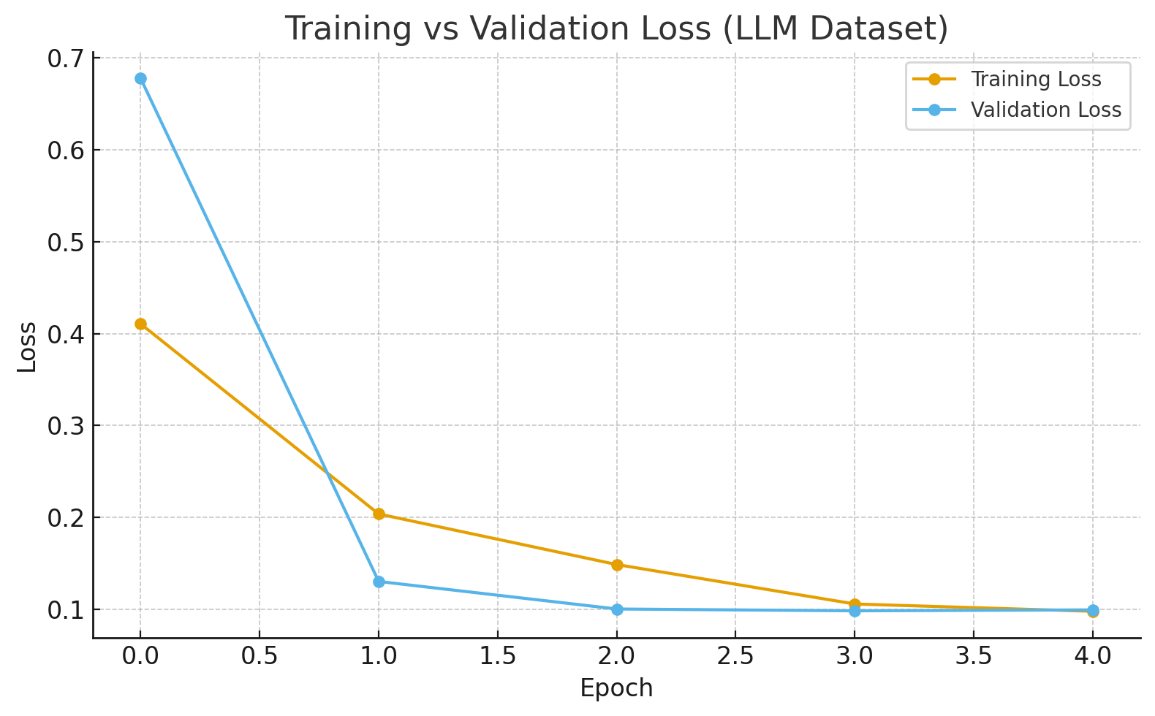 Training vs Validation Loss (LLM Dataset)
Training Loss
Validation Loss
0.7
0.6
0.5
0.4
0.3
0.2
0.1
Loss
0.0 0.5 1.0 1.5 2.0 2.5 3.0 3.5 4.0
Epoch